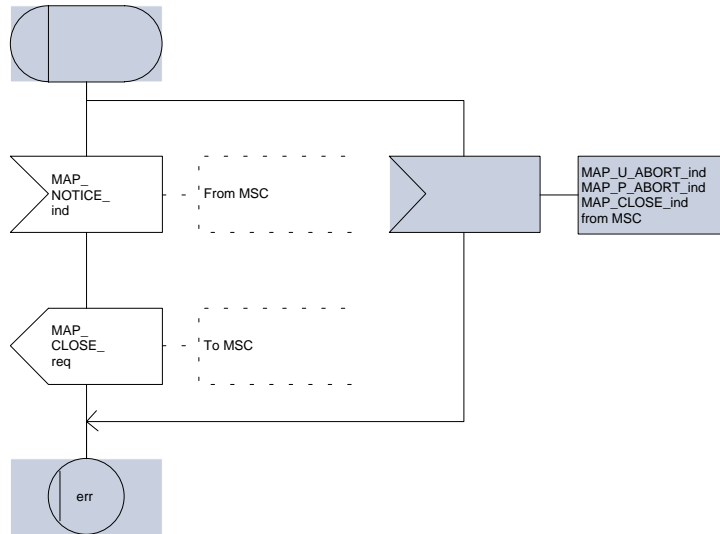 MAP_
NOTICE_
ind
From MSC
MAP_U_ABORT_ind
MAP_P_ABORT_ind
MAP_CLOSE_ind
from MSC
MAP_
CLOSE_
req
To MSC
err